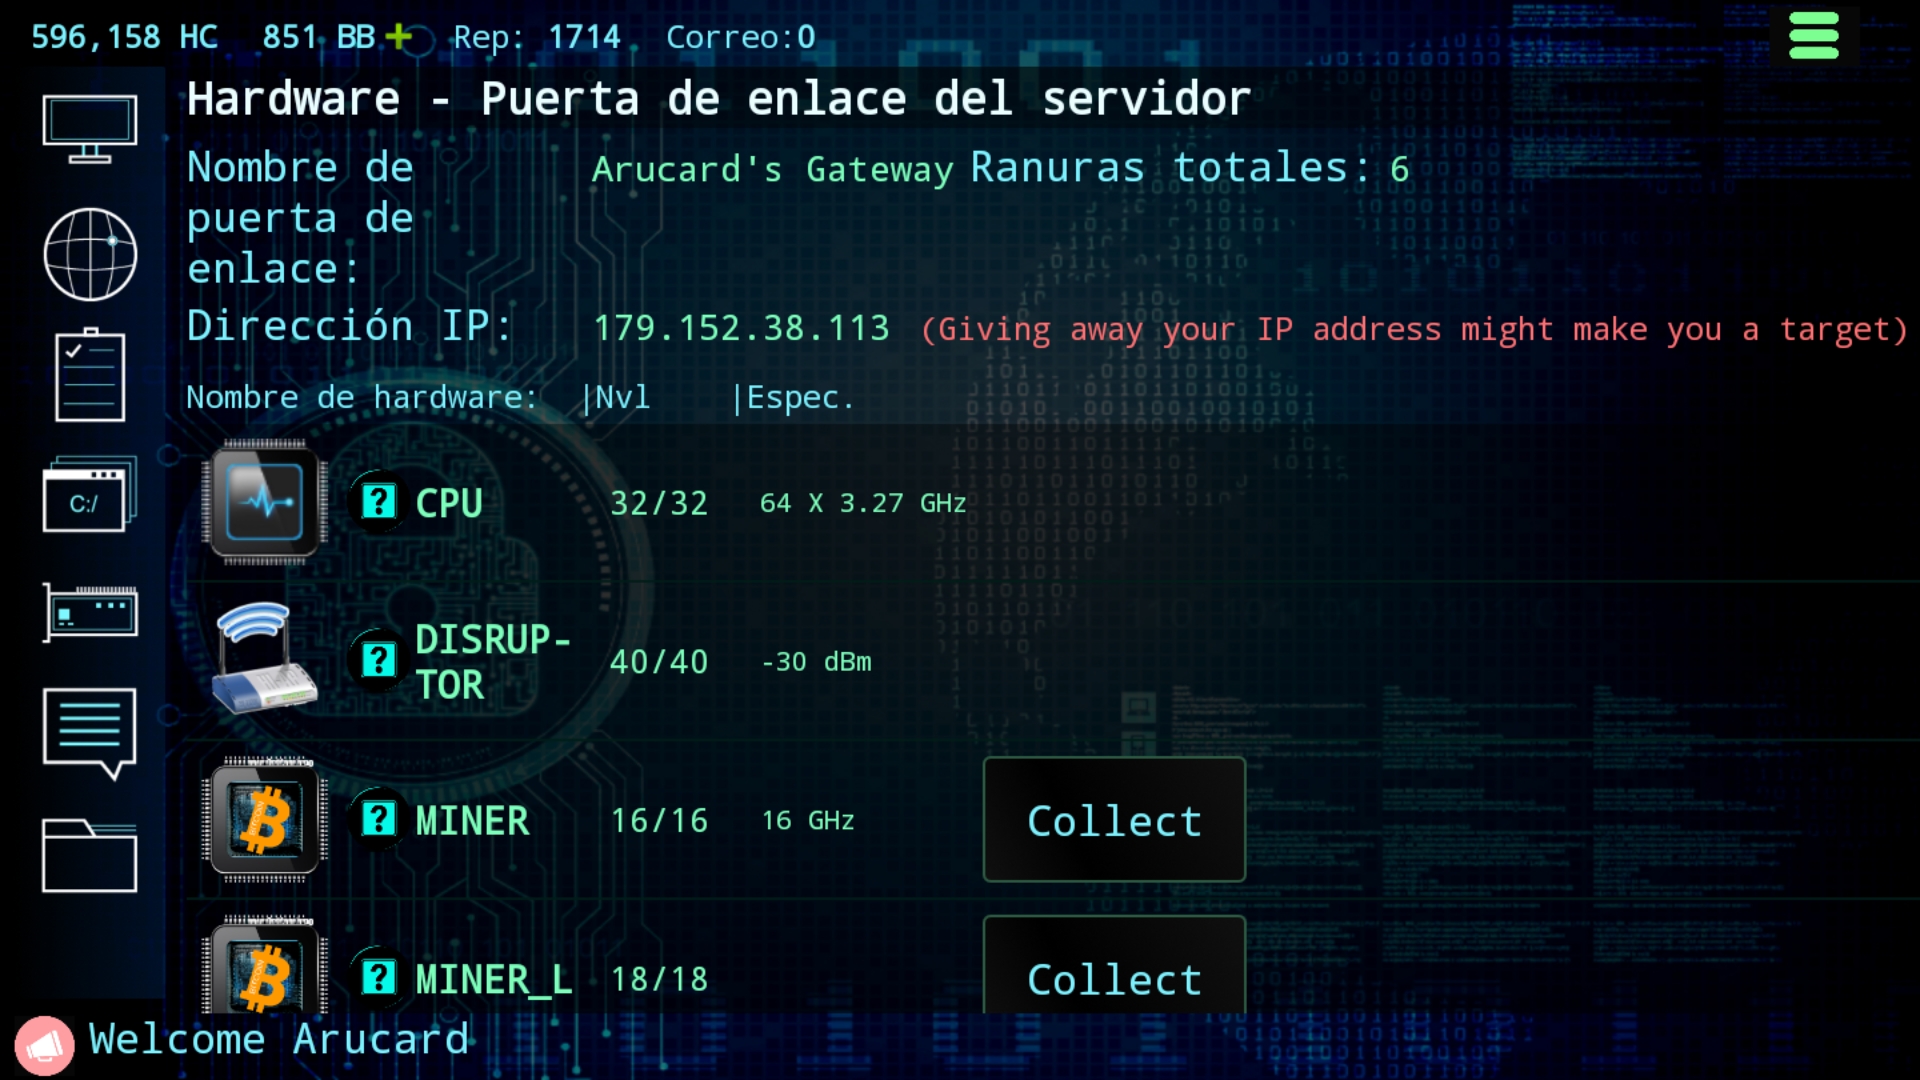 596,158 HC 851 BB Rep: 1714 Correo:0
Hardware - Puerta de enlace del servidor
Nombre de puerta de enlace: Arucard's Gateway Ranuras totales: 6
Dirección IP: 179.152.38.113 (Giving away your IP address might make you a target)
Nombre de hardware: |Nvl |Espec.
C:/
? CPU 32/32 64 X 3.27 GHz
? DISRUP-
TOR 40/40 -30 dBm
? MINER 16/16 16 GHz Collect
? MINER_L 18/18 Collect
Welcome Arucard